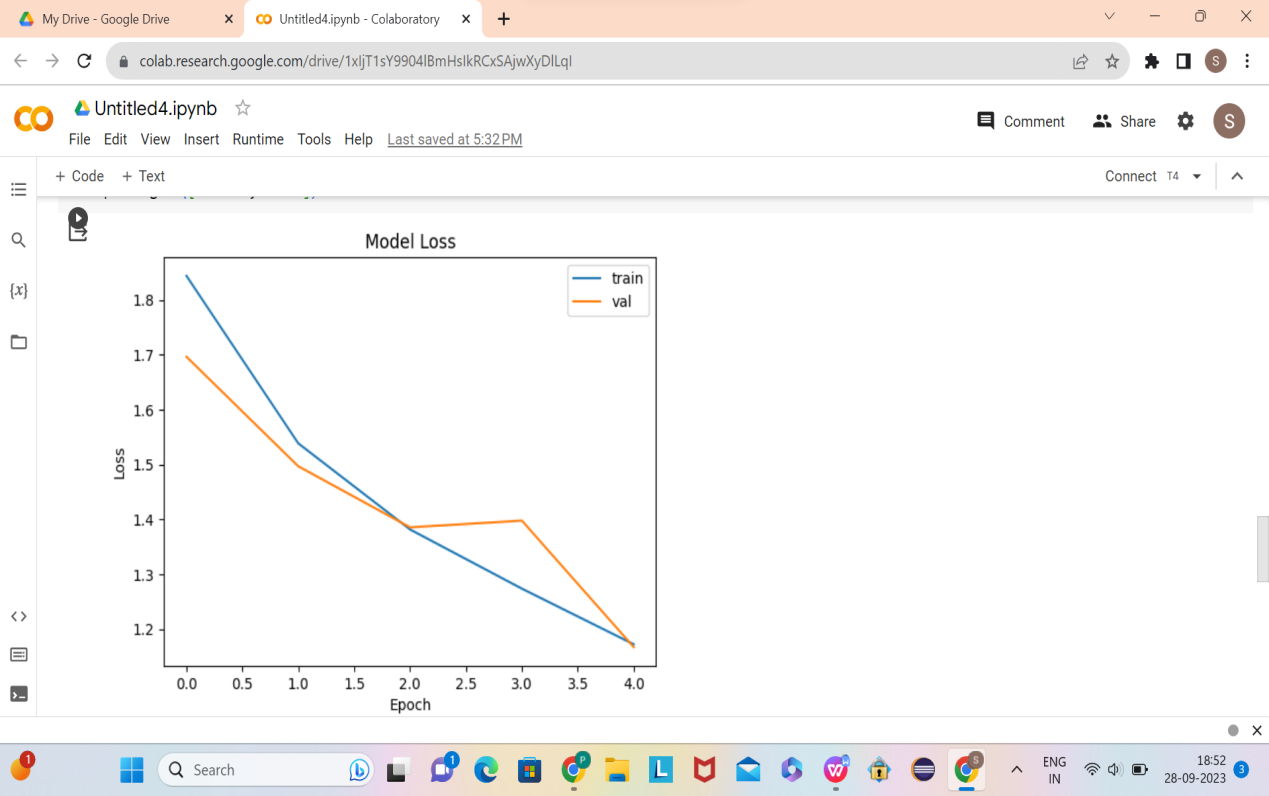 My Drive - Google Drive
Untitled4.ipynb - Colaboratory
colab.research.google.com/drive/1xIjT1sY9904lBmHsIkRCxSAjwXyDlLqI
S
Untitled4.ipynb
File Edit View Insert Runtime Tools Help Last saved at 5:32 PM
Comment Share S
+ Code + Text
Connect T4
{x}
Model Loss
train
val
1.8
1.7
1.6
1.5
1.4
1.3
1.2
Loss
0.0 0.5 1.0 1.5 2.0 2.5 3.0 3.5 4.0
Epoch
1
Search
1
P
L
S
ENG
IN
18:52
28-09-2023
3